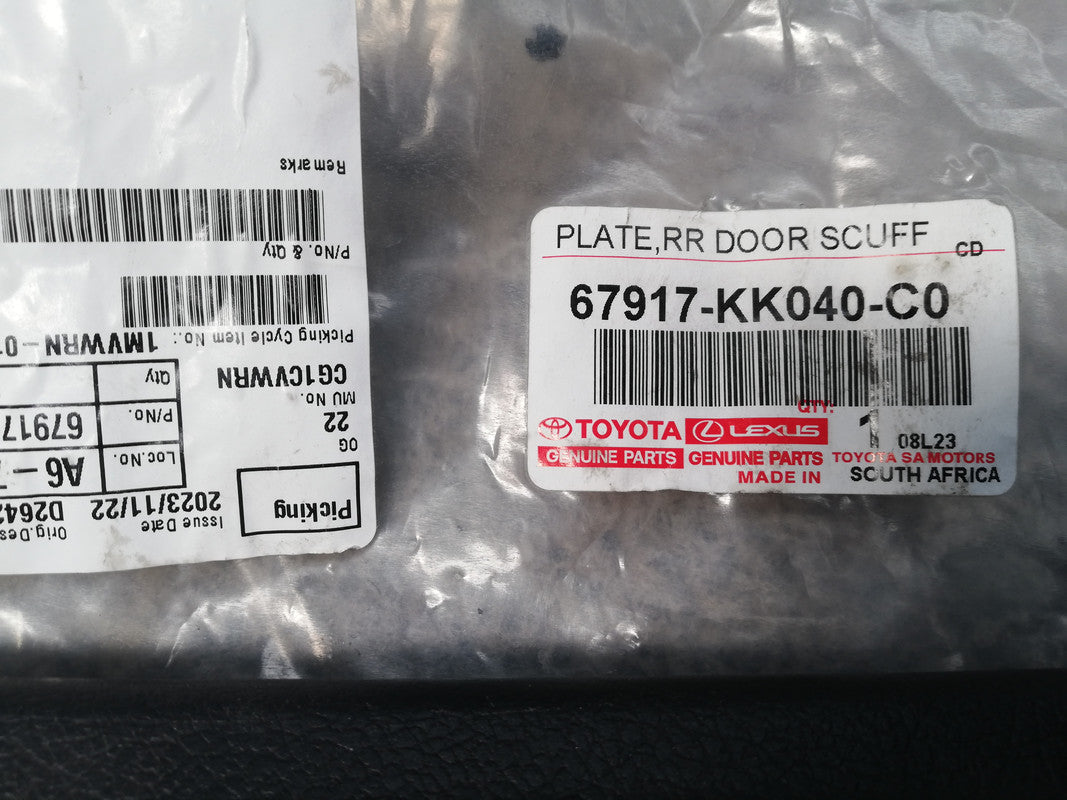 PLATE,RR DOOR SCUFF
CD
67917-KK040-C0
QTY:
TOYOTA LEXUS 1 08L23
GENUINE PARTS GENUINE PARTS TOYOTA SA MOTORS
MADE IN SOUTH AFRICA
Picking
Issue Date
2023/11/22
Orig.Des
D264
OG
22
MU No.
CG1CVWRN
Loc.No. A6-
P/No. 67917
Qty
Picking Cycle Item No.: 1MVWRN-0
P/No. & Qty
Remarks